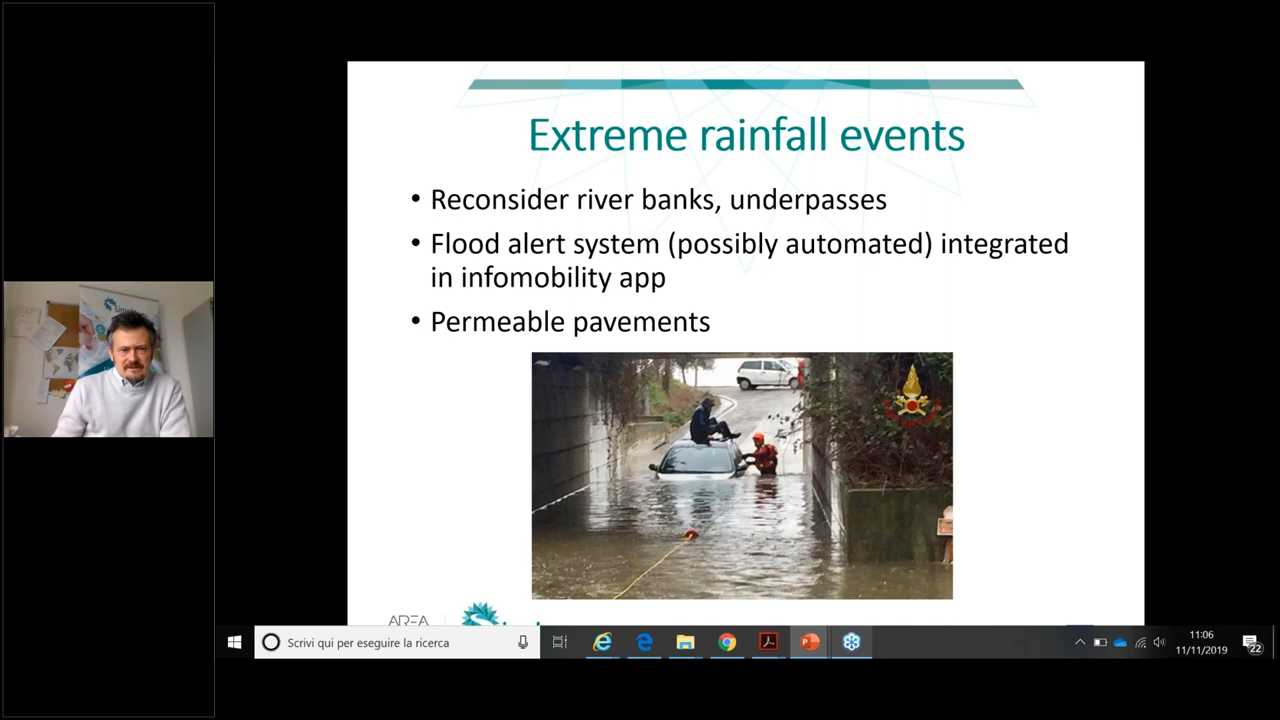 Extreme rainfall events
• Reconsider river banks, underpasses
• Flood alert system (possibly automated) integrated
in infomobility app
• Permeable pavements
AREA
Scrivi qui per eseguire la ricerca
11:06
11/11/2019
22